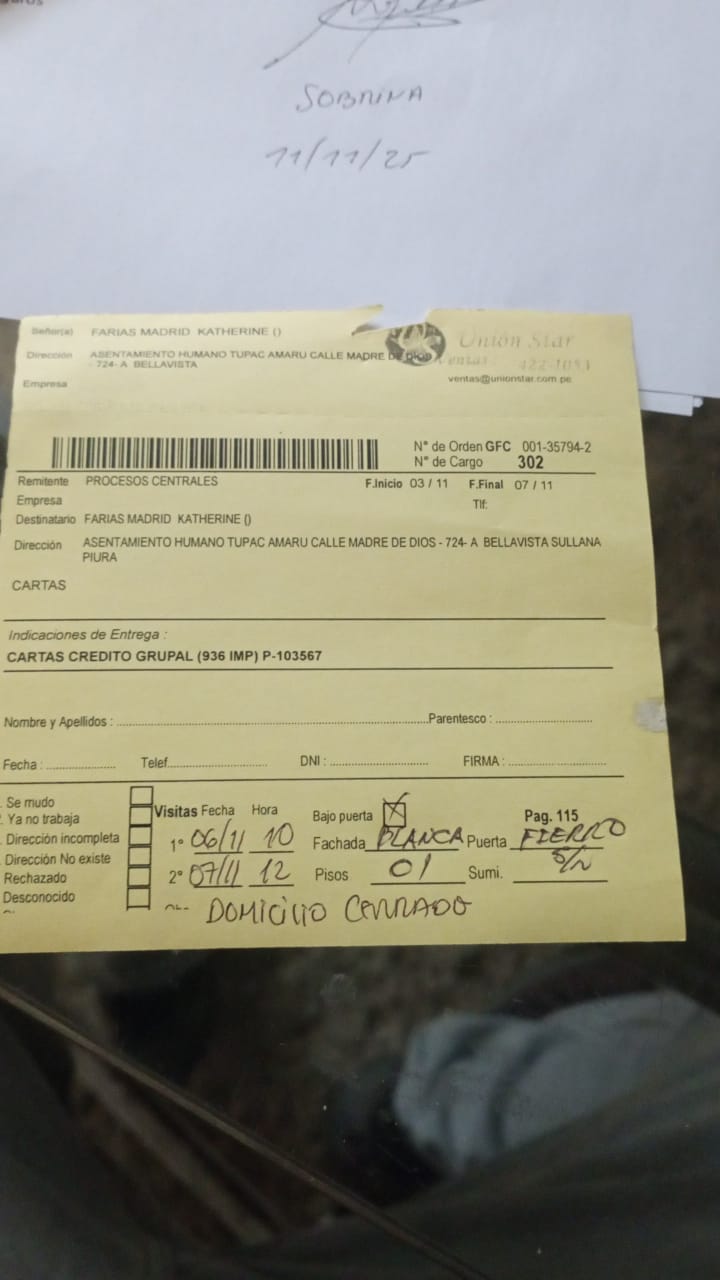 SOBRINA
11/11/25
Señor(a) FARIAS MADRID KATHERINE ()
Dirección ASENTAMIENTO HUMANO TUPAC AMARU CALLE MADRE DE DIOS
- 724- A BELLAVISTA
Empresa
Unión Star
Ventas: 422-1051
ventas@unionstar.com.pe
N° de Orden GFC 001-35794-2
N° de Cargo 302
Remitente PROCESOS CENTRALES F.Inicio 03 / 11 F.Final 07 / 11
Empresa Tlf:
Destinatario FARIAS MADRID KATHERINE ()
Dirección ASENTAMIENTO HUMANO TUPAC AMARU CALLE MADRE DE DIOS - 724- A BELLAVISTA SULLANA
PIURA
CARTAS
Indicaciones de Entrega :
CARTAS CREDITO GRUPAL (936 IMP) P-103567
Nombre y Apellidos : Parentesco :
Fecha : Telef. DNI : FIRMA :
Se mudo
Ya no trabaja
Dirección incompleta
Dirección No existe
Rechazado
Desconocido
Visitas Fecha Hora Bajo puerta X Pag. 115
1° 06/11 10 Fachada BLANCA Puerta FIERRO
2° 07/11 12 Pisos 01 Sumi. S/N
DOMICILIO CERRADO